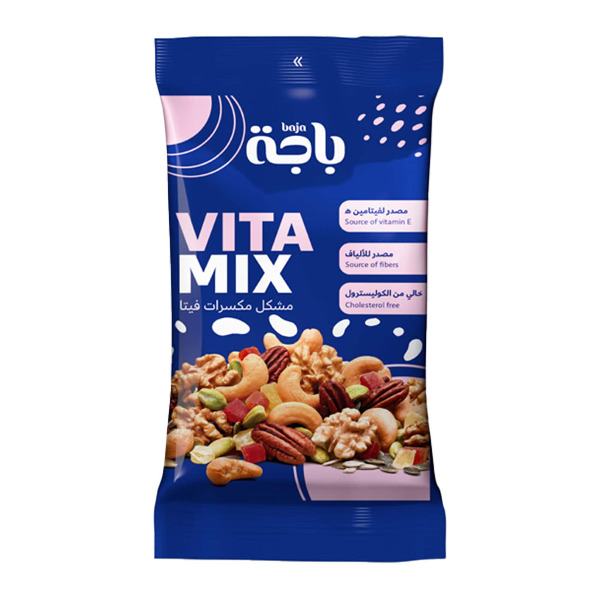 «
baja
باجة
VITA
MIX
مشكل مكسرات فيتا
مصدر لفيتامين ه
Source of vitamin E
مصدر للألياف
Source of fibers
خالي من الكوليسترول
Cholesterol free